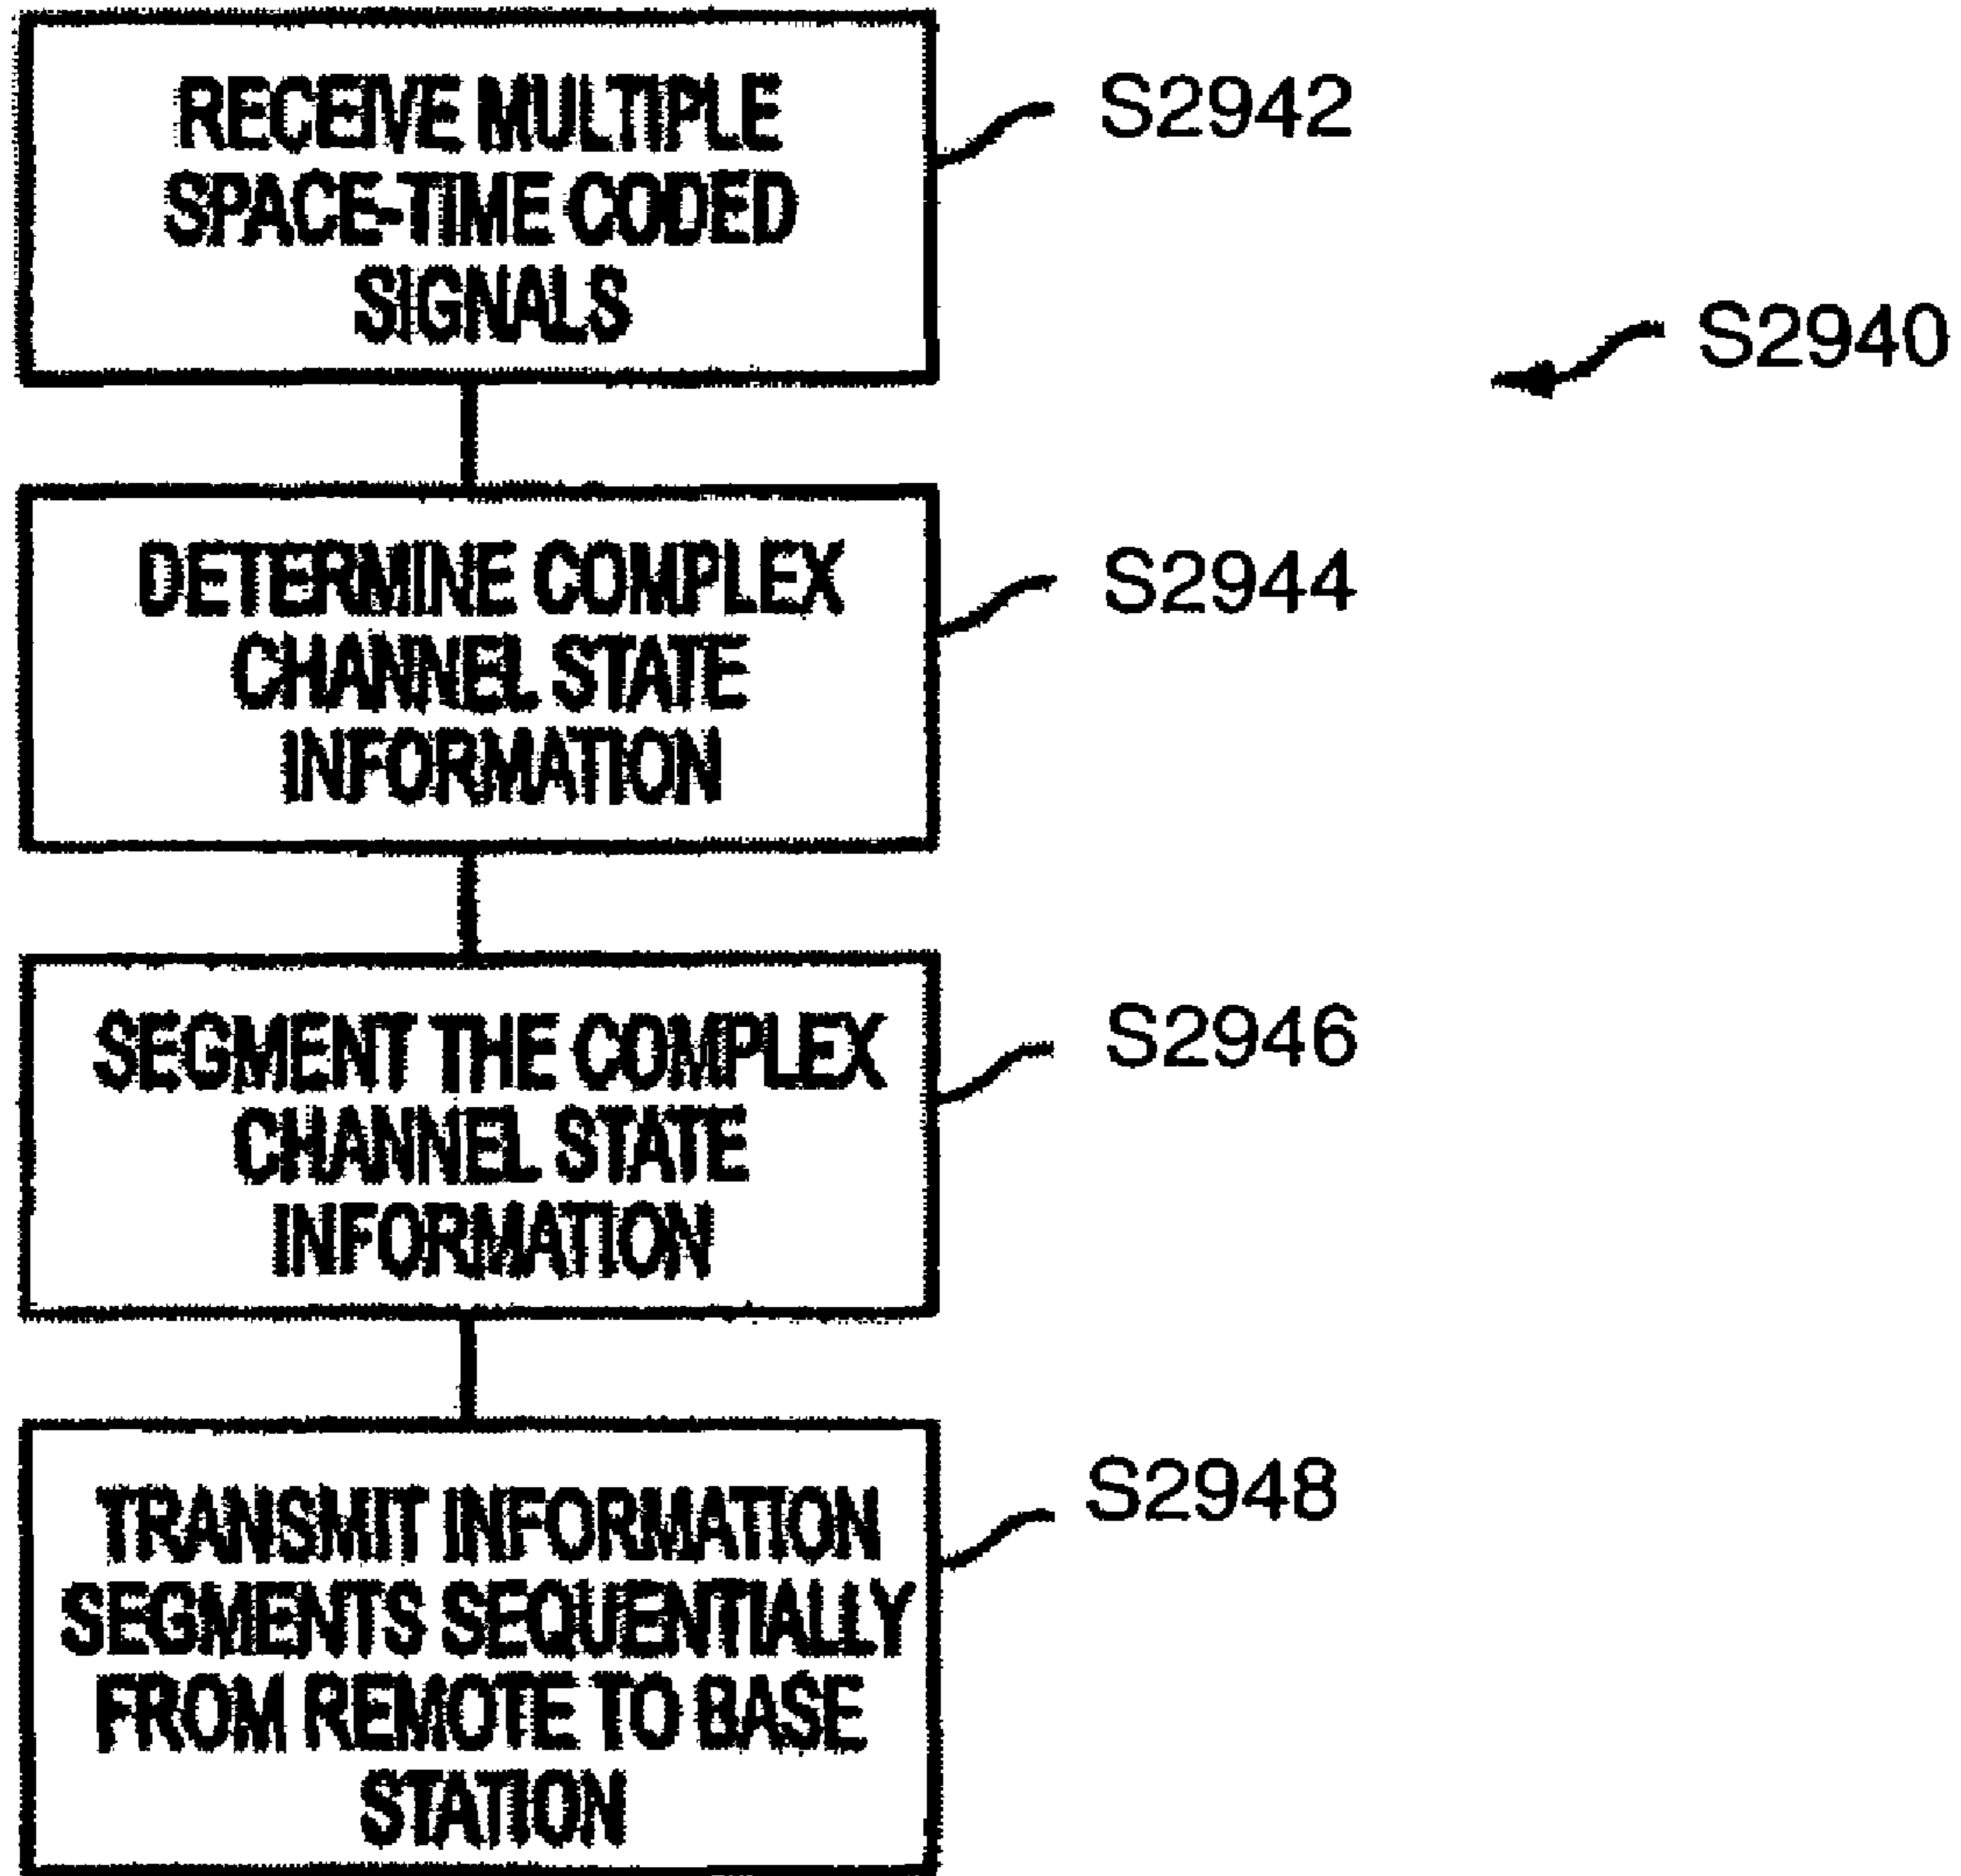 RECEIVE MULTIPLE
SPACE-TIME CODED
SIGNALS
S2942
S2940
DETERMINE COMPLEX
CHANNEL STATE
INFORMATION
S2944
SEGMENT THE COMPLEX
CHANNEL STATE
INFORMATION
S2946
TRANSMIT INFORMATION
SEGMENTS SEQUENTIALLY
FROM REMOTE TO BASE
STATION
S2948